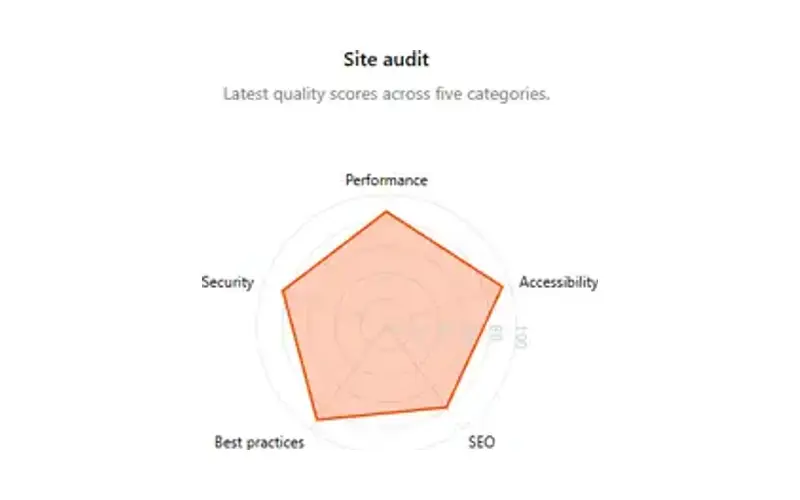 Site audit
Latest quality scores across five categories.
Performance
Security
Accessibility
100
Best practices
SEO